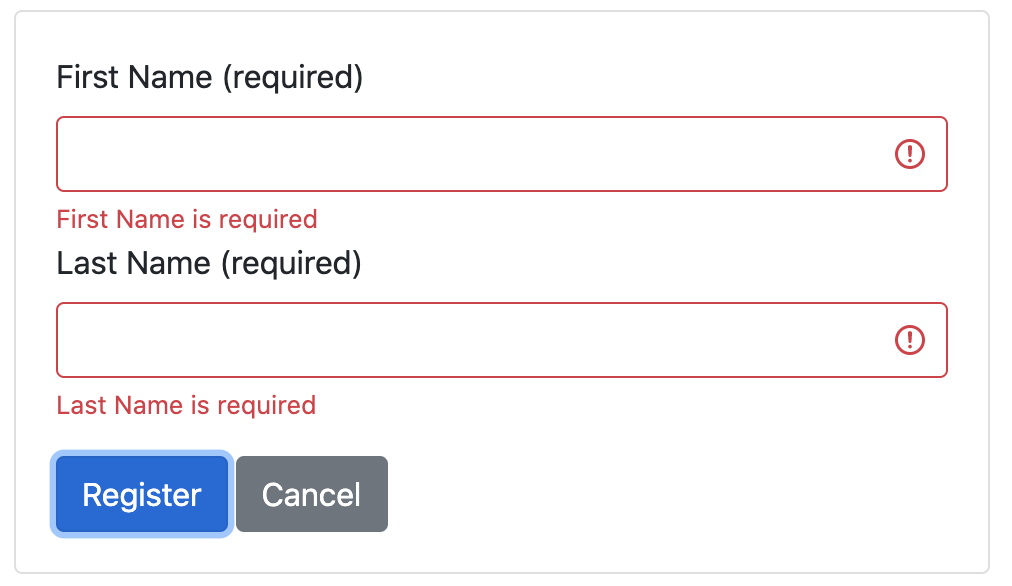 First Name (required)
First Name is required
Last Name (required)
Last Name is required
Register Cancel